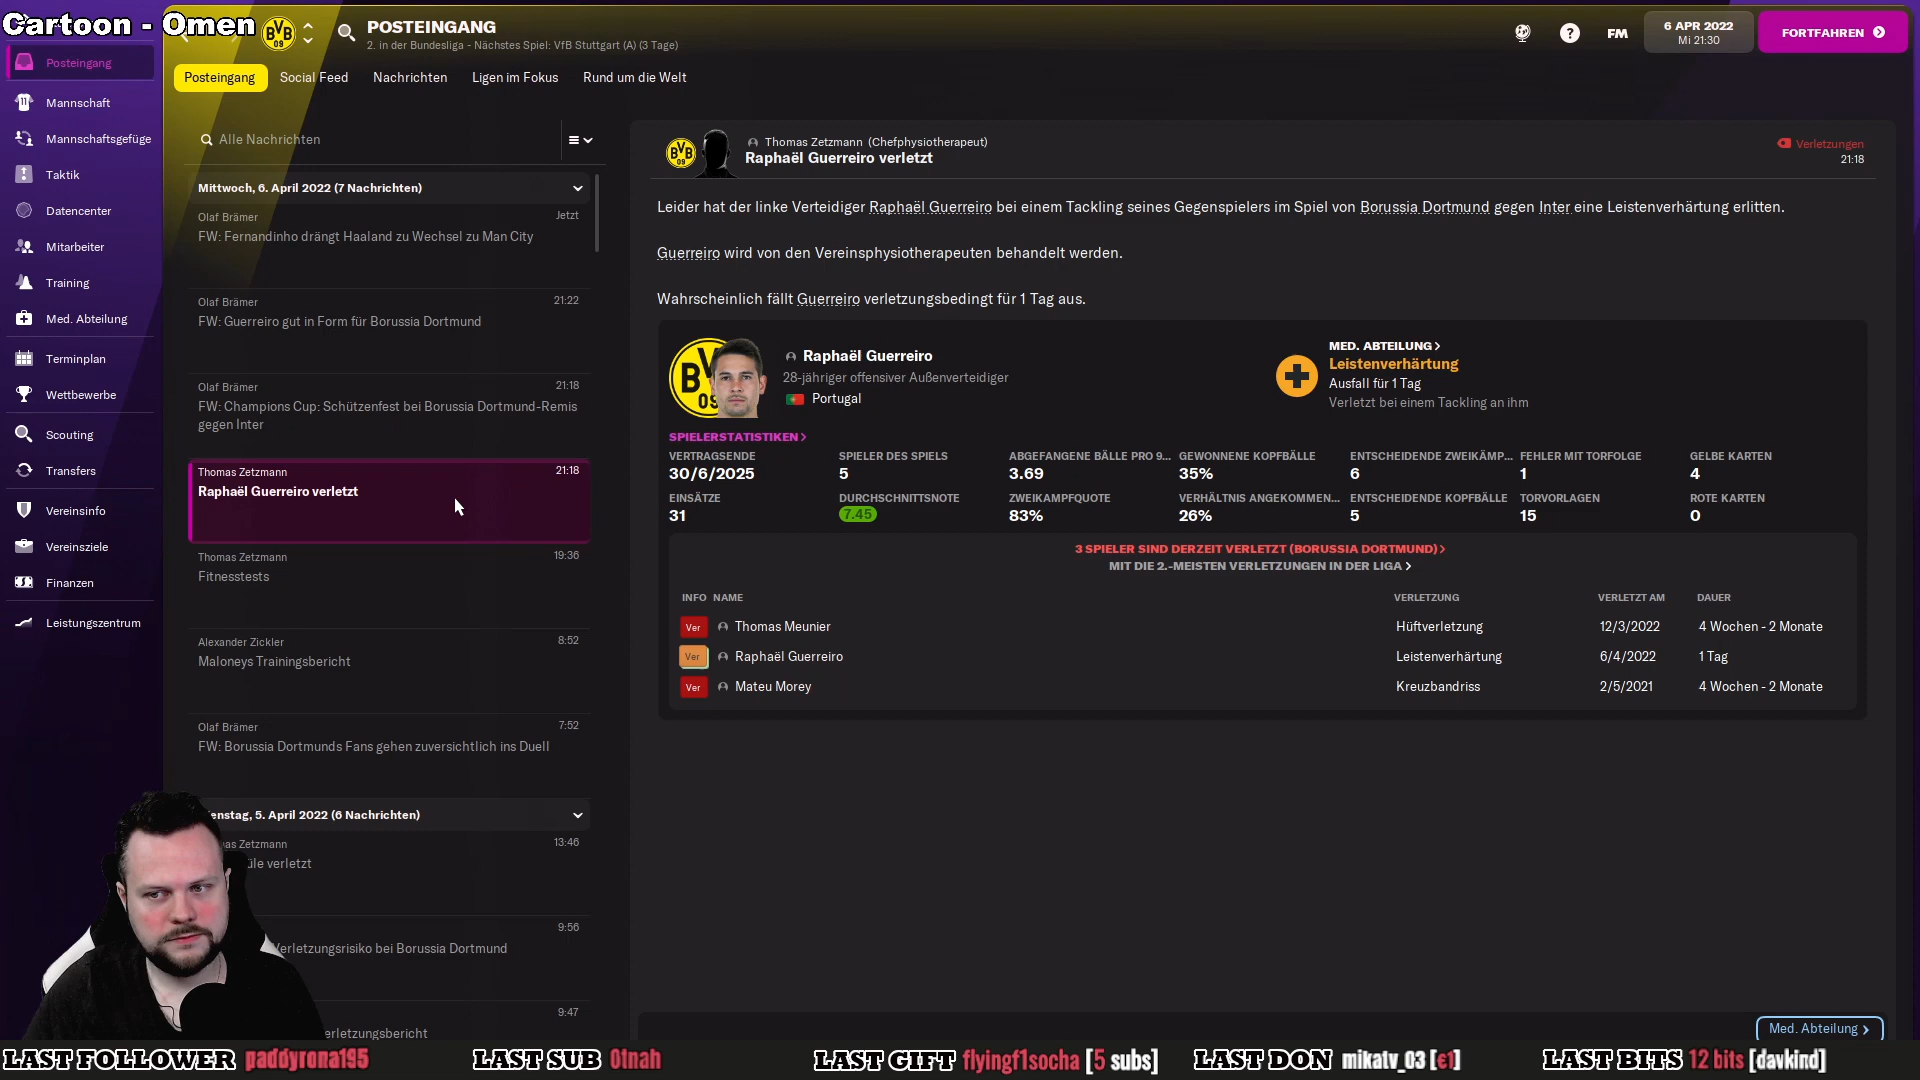 Cartoon - Omen
POSTEINGANG
2. in der Bundesliga - Nächstes Spiel: VfB Stuttgart (A) (3 Tage)
FM
6 APR 2022
Mi 21:30
FORTFAHREN
Posteingang
Social Feed
Nachrichten
Ligen im Fokus
Rund um die Welt
Posteingang
Mannschaft
Mannschaftsgefüge
Taktik
Datencenter
Mitarbeiter
Training
Med. Abteilung
Terminplan
Wettbewerbe
Scouting
Transfers
Vereinsinfo
Vereinsziele
Finanzen
Leistungszentrum
Alle Nachrichten
Mittwoch, 6. April 2022 (7 Nachrichten)
Olaf Brämer
Jetzt
FW: Fernandinho drängt Haaland zu Wechsel zu Man City
Olaf Brämer
21:22
FW: Guerreiro gut in Form für Borussia Dortmund
Olaf Brämer
21:18
FW: Champions Cup: Schützenfest bei Borussia Dortmund-Remis
gegen Inter
Thomas Zetzmann
21:18
Raphaël Guerreiro verletzt
Thomas Zetzmann
19:36
Fitnesstests
Alexander Zickler
8:52
Maloneys Trainingsbericht
Olaf Brämer
7:52
FW: Borussia Dortmunds Fans gehen zuversichtlich ins Duell
enstag, 5. April 2022 (6 Nachrichten)
as Zetzmann
13:46
üle verletzt
9:56
Verletzungsrisiko bei Borussia Dortmund
9:47
erletzungsbericht
BVB 09
Thomas Zetzmann (Chefphysiotherapeut)
Raphaël Guerreiro verletzt
Verletzungen
21:18
Leider hat der linke Verteidiger Raphaël Guerreiro bei einem Tackling seines Gegenspielers im Spiel von Borussia Dortmund gegen Inter eine Leistenverhärtung erlitten.
Guerreiro wird von den Vereinsphysiotherapeuten behandelt werden.
Wahrscheinlich fällt Guerreiro verletzungsbedingt für 1 Tag aus.
Raphaël Guerreiro
28-jähriger offensiver Außenverteidiger
Portugal
MED. ABTEILUNG
Leistenverhärtung
Ausfall für 1 Tag
Verletzt bei einem Tackling an ihm
SPIELERSTATISTIKEN
VERTRAGSENDE
SPIELER DES SPIELS
ABGEFANGENE BÄLLE PRO 9...
GEWONNENE KOPFBÄLLE
ENTSCHEIDENDE ZWEIKÄMP...
FEHLER MIT TORFOLGE
GELBE KARTEN
30/6/2025
5
3.69
35%
6
1
4
EINSÄTZE
DURCHSCHNITTSNOTE
ZWEIKAMPFQUOTE
VERHÄLTNIS ANGEKOMMEN...
ENTSCHEIDENDE KOPFBÄLLE
TORVORLAGEN
ROTE KARTEN
31
7.45
83%
26%
5
15
0
3 SPIELER SIND DERZEIT VERLETZT (BORUSSIA DORTMUND)
MIT DIE 2.-MEISTEN VERLETZUNGEN IN DER LIGA
INFO
NAME
VERLETZUNG
VERLETZT AM
DAUER
Ver
Thomas Meunier
Hüftverletzung
12/3/2022
4 Wochen - 2 Monate
Ver
Raphaël Guerreiro
Leistenverhärtung
6/4/2022
1 Tag
Ver
Mateu Morey
Kreuzbandriss
2/5/2021
4 Wochen - 2 Monate
Med. Abteilung
LAST FOLLOWER paddyrona195
LAST SUB 0tnah
LAST GIFT flyingf1socha [5 subs]
LAST DON mikatv_03 [€1]
LAST BITS 12 bits [davkind]